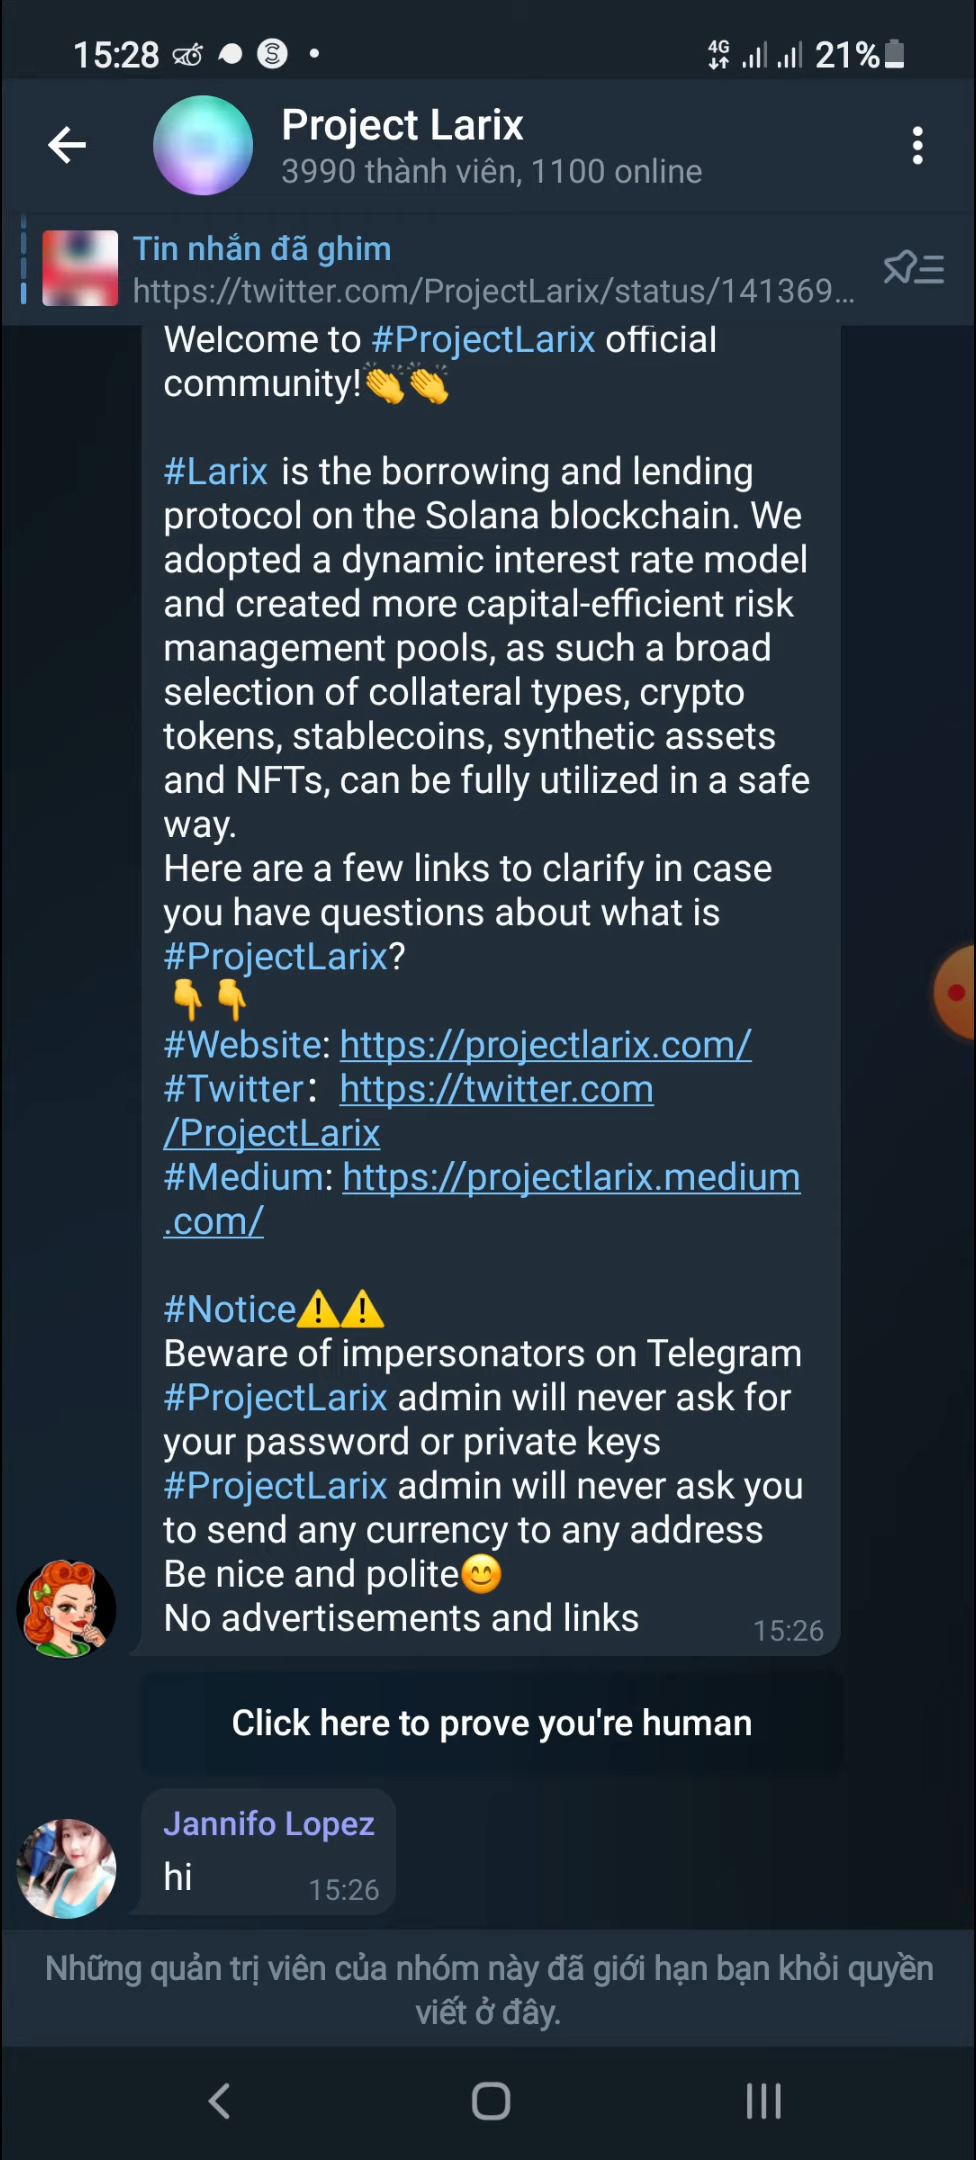 15:28
4G
21%
Project Larix
3990 thành viên, 1100 online
Tin nhắn đã ghim
https://twitter.com/ProjectLarix/status/141369...
Welcome to #ProjectLarix official
community!👏👏
#Larix is the borrowing and lending
protocol on the Solana blockchain. We
adopted a dynamic interest rate model
and created more capital-efficient risk
management pools, as such a broad
selection of collateral types, crypto
tokens, stablecoins, synthetic assets
and NFTs, can be fully utilized in a safe
way.
Here are a few links to clarify in case
you have questions about what is
#ProjectLarix?
👇👇
#Website: https://projectlarix.com/
#Twitter： https://twitter.com
/ProjectLarix
#Medium: https://projectlarix.medium
.com/
#Notice⚠️⚠️
Beware of impersonators on Telegram
#ProjectLarix admin will never ask for
your password or private keys
#ProjectLarix admin will never ask you
to send any currency to any address
Be nice and polite😊
No advertisements and links
15:26
Click here to prove you're human
Jannifo Lopez
hi
15:26
Những quản trị viên của nhóm này đã giới hạn bạn khỏi quyền
viết ở đây.